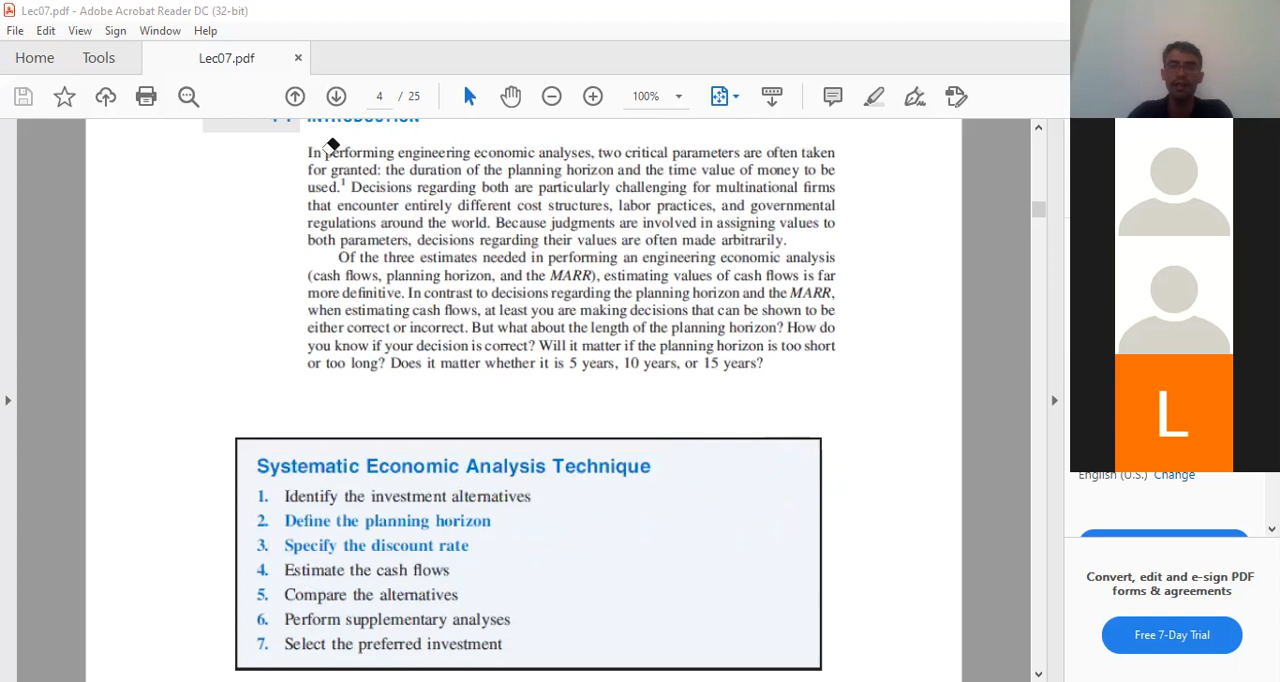 Lec07.pdf - Adobe Acrobat Reader DC (32-bit)
File Edit View Sign Window Help
Home Tools Lec07.pdf ×
4 / 25 100%
INTRODUCTION
In performing engineering economic analyses, two critical parameters are often taken
for granted: the duration of the planning horizon and the time value of money to be
used.1 Decisions regarding both are particularly challenging for multinational firms
that encounter entirely different cost structures, labor practices, and governmental
regulations around the world. Because judgments are involved in assigning values to
both parameters, decisions regarding their values are often made arbitrarily.
Of the three estimates needed in performing an engineering economic analysis
(cash flows, planning horizon, and the MARR), estimating values of cash flows is far
more definitive. In contrast to decisions regarding the planning horizon and the MARR,
when estimating cash flows, at least you are making decisions that can be shown to be
either correct or incorrect. But what about the length of the planning horizon? How do
you know if your decision is correct? Will it matter if the planning horizon is too short
or too long? Does it matter whether it is 5 years, 10 years, or 15 years?
Systematic Economic Analysis Technique
1. Identify the investment alternatives
2. Define the planning horizon
3. Specify the discount rate
4. Estimate the cash flows
5. Compare the alternatives
6. Perform supplementary analyses
7. Select the preferred investment
L
English (U.S.) Change
Convert, edit and e-sign PDF
forms & agreements
Free 7-Day Trial